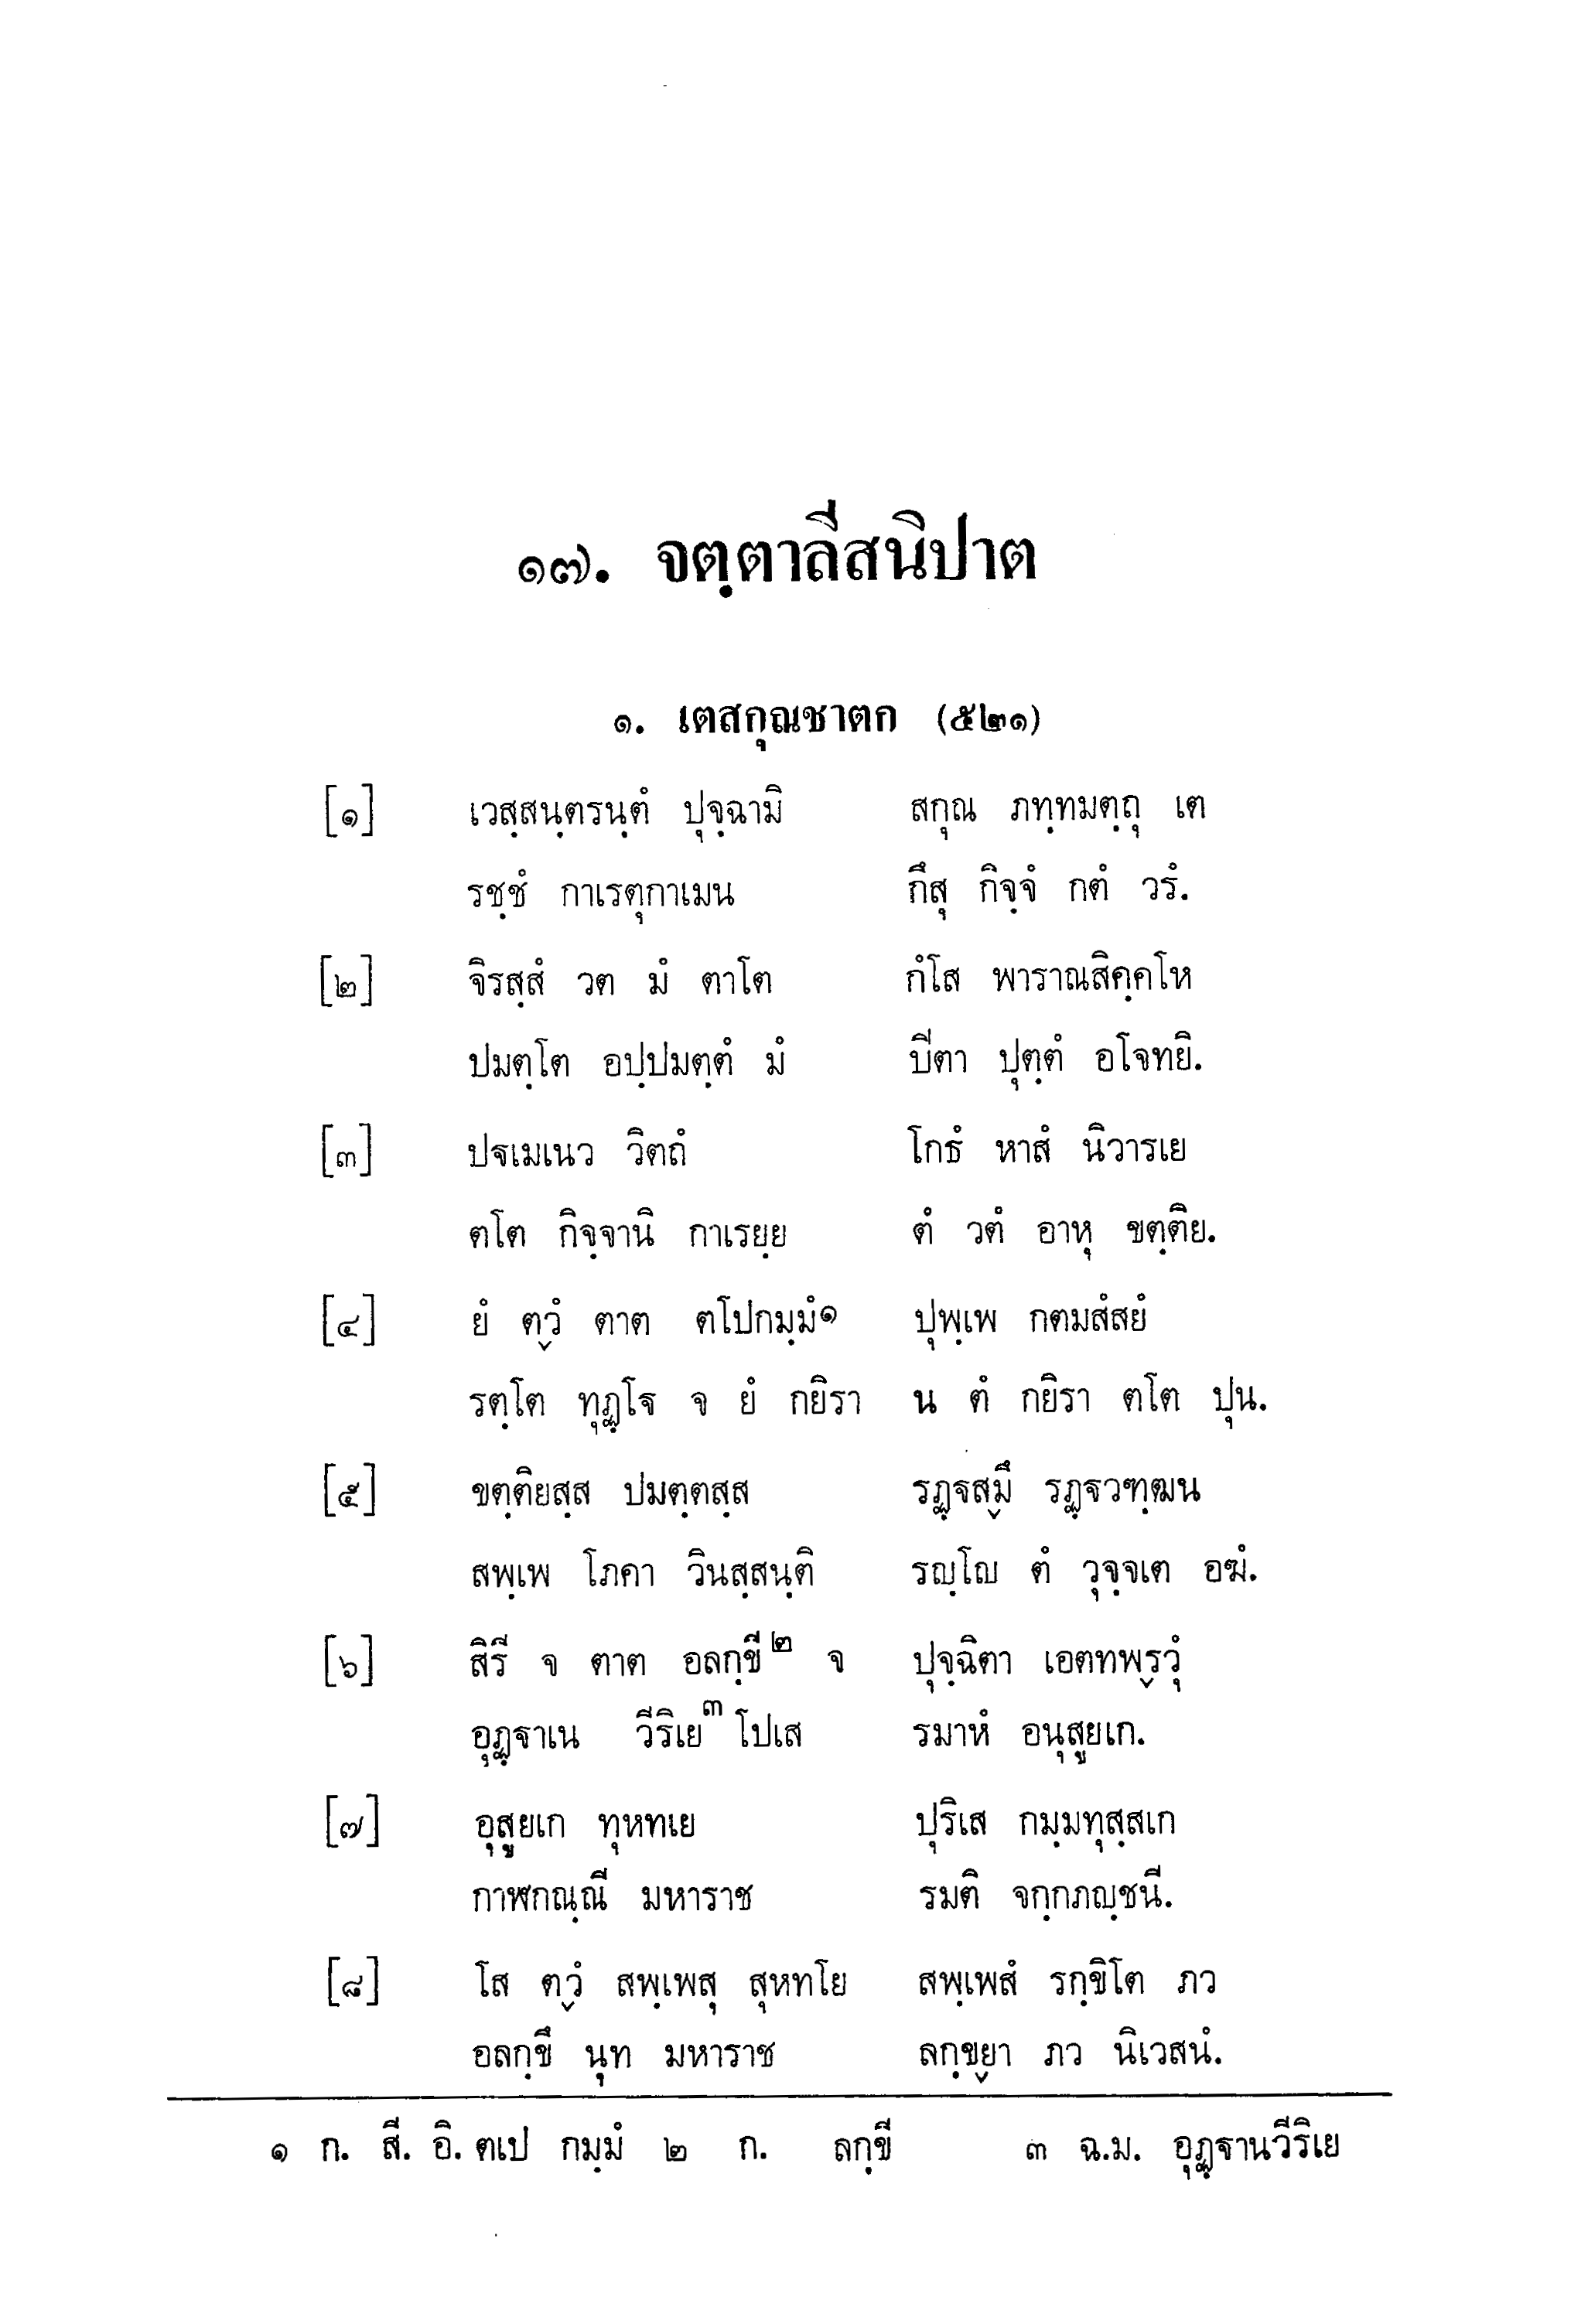 ๑๗. จตฺตาลีสนิปาต
๑. เตสกุณชาตก (๕๒๑)
[๑] เวสฺสนฺตรนฺตํ ปุจฺฉามิ สกุณ ภทฺทมตฺถุ เต
รชฺชํ กาเรตุกาเมน กึสุ กิจฺจํ กตํ วรํ.
[๒] จิรสฺสํ วต มํ ตาโต กํโส พาราณสิคฺคโห
ปมตฺโต อปฺปมตฺตํ มํ ปีตา ปุตฺตํ อโจทยิ.
[๓] ปฐเมเนว วิตถํ โกธํ หาสํ นิวารเย
ตโต กิจฺจานิ กาเรยฺย ตํ วตํ อาหุ ขตฺติย.
[๔] ยํ ตฺวํ ตาต ตโปกมฺมํ๑ ปุพฺเพ กตมสํสยํ
รตฺโต ทุฏฺโฐ จ ยํ กยิรา น ตํ กยิรา ตโต ปุน.
[๕] ขตฺติยสฺส ปมตฺตสฺส รฏฺฐสฺมึ รฏฺฐวฑฺฒน
สพฺเพ โภคา วินสฺสนฺติ รญฺโญ ตํ วุจฺจเต อฆํ.
[๖] สิรี จ ตาต อลกฺขี๒ จ ปุจฺฉิตา เอตทพฺรวุํ
อุฏฺฐาเน วีริเย๓ โปเส รมาหํ อนุสูยเก.
[๗] อุสูยเก ทุหทเย ปุริเส กมฺมทุสฺสเก
กาฬกณฺณี มหาราช รมติ จกฺกภญฺชนี.
[๘] โส ตฺวํ สพฺเพสุ สุหทโย สพฺเพสํ รกฺขิโต ภว
อลกฺขึ นุท มหาราช ลกฺขฺยา ภว นิเวสนํ.
๑ ก. สี. อิ. ตเป กมฺมํ ๒ ก. ลกฺขี ๓ ฉ.ม. อุฏฺฐานวีริเย